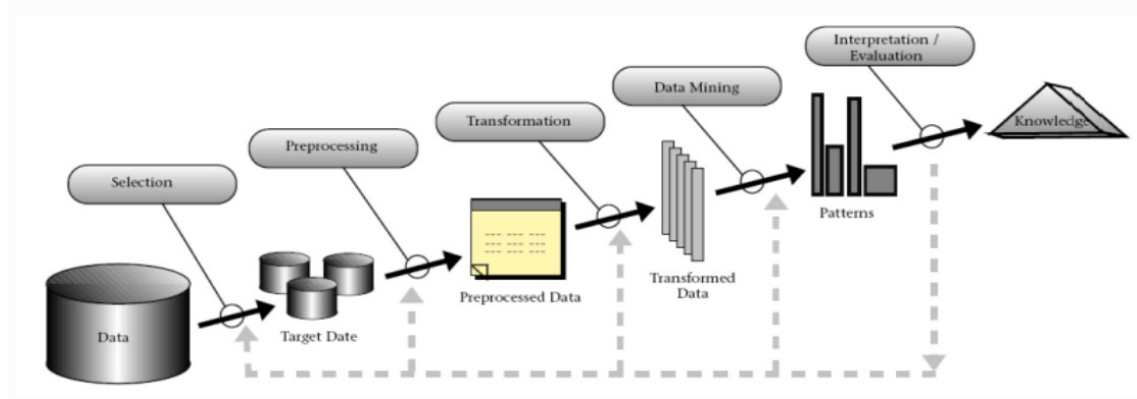 Interpretation /
Evaluation
Data Mining
Knowledge
Transformation
Preprocessing
Selection
Patterns
Transformed
Data
Preprocessed Data
Target Date
Data